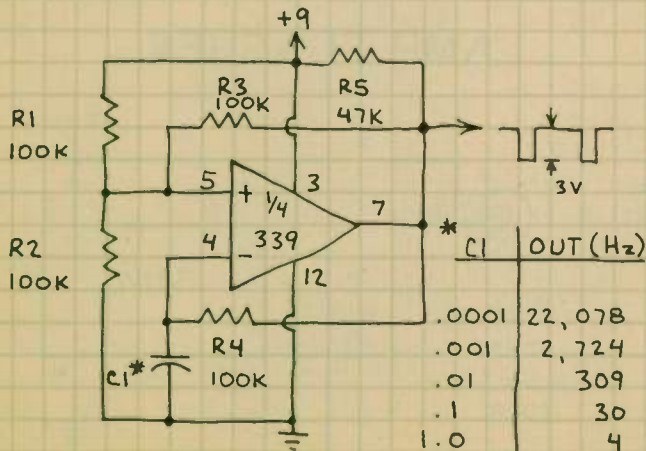 +9
R3
100K
R5
47K
R1
100K
5
+
1/4
3
7
3V
339
4
-
12
*
R2
100K
R4
100K
C1*
C1 OUT (Hz)
.0001 22,078
.001 2,724
.01 309
.1 30
1.0 4